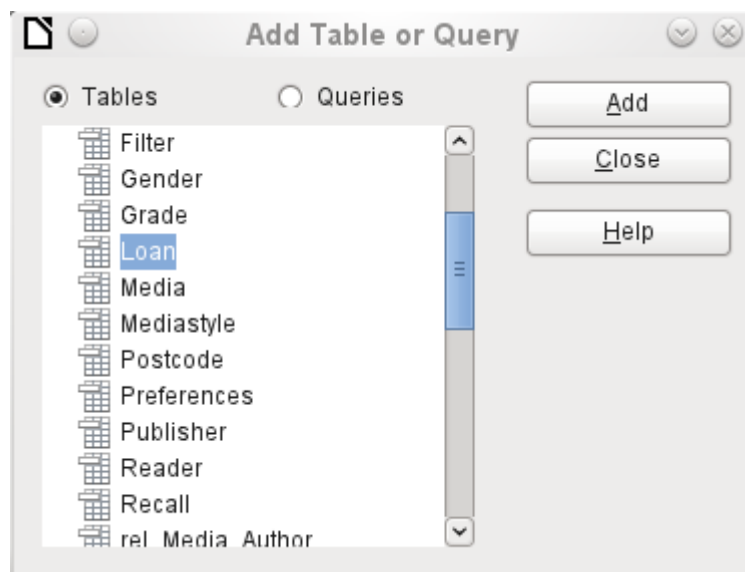 Add Table or Query
Tables
Queries
Add
Close
Help
Filter
Gender
Grade
Loan
Media
Mediastyle
Postcode
Preferences
Publisher
Reader
Recall
rel_Media_Author